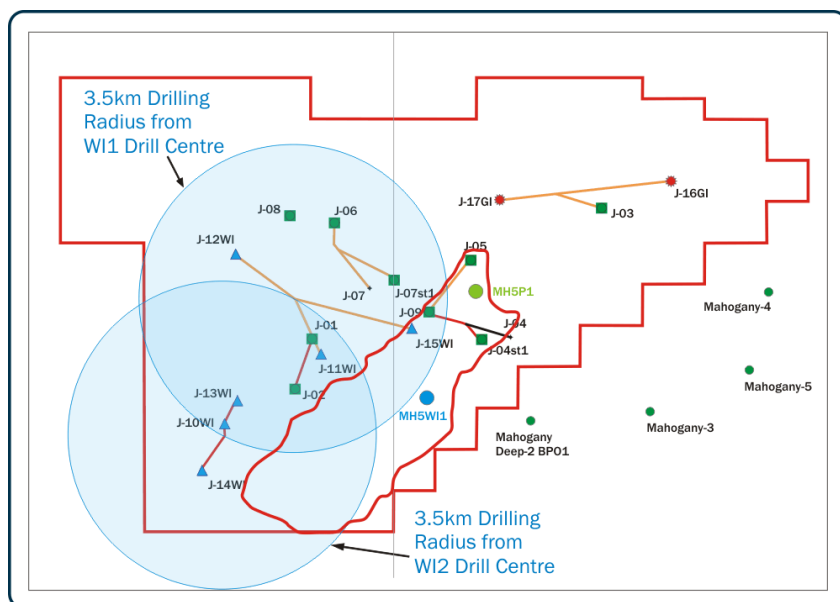 3.5km Drilling
Radius from
WI1 Drill Centre
J-17GI
J-16GI
J-03
J-08
J-06
J-12WI
J-05
J-07
J-07st1
MH5P1
Mahogany-4
J-09
J-04
J-01
J-15WI
J-04st1
J-11WI
Mahogany-5
J-13WI
J-02
MH5WI1
J-10WI
Mahogany-3
Mahogany
Deep-2 BPO1
J-14WI
3.5km Drilling
Radius from
WI2 Drill Centre